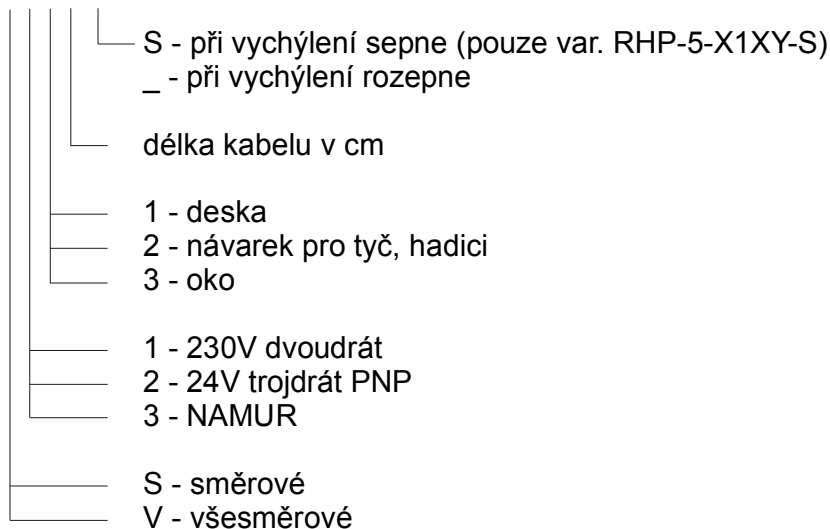 S - při vychýlení sepne (pouze var. RHP-5-X1XY-S)
_ - při vychýlení rozepne
délka kabelu v cm
1 - deska
2 - návarek pro tyč, hadici
3 - oko
1 - 230V dvoudrát
2 - 24V trojdrát PNP
3 - NAMUR
S - směrové
V - všesměrové